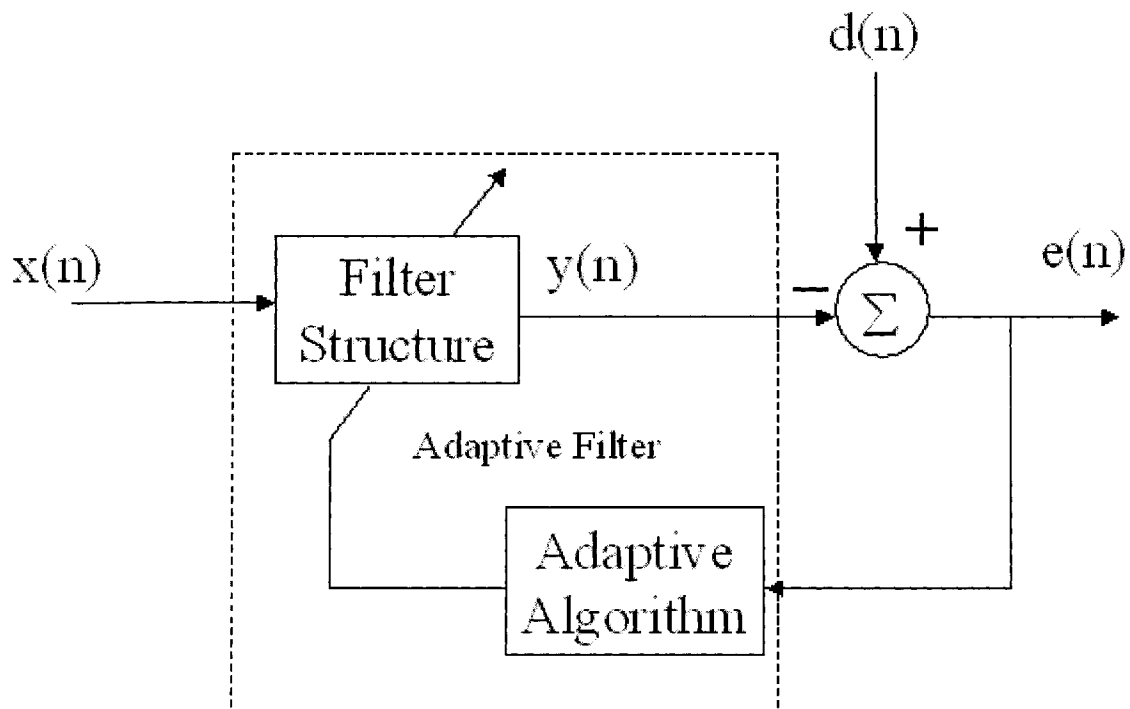 d(n)
+
x(n)
Filter
Structure
y(n)
−
Σ
e(n)
Adaptive Filter
Adaptive
Algorithm